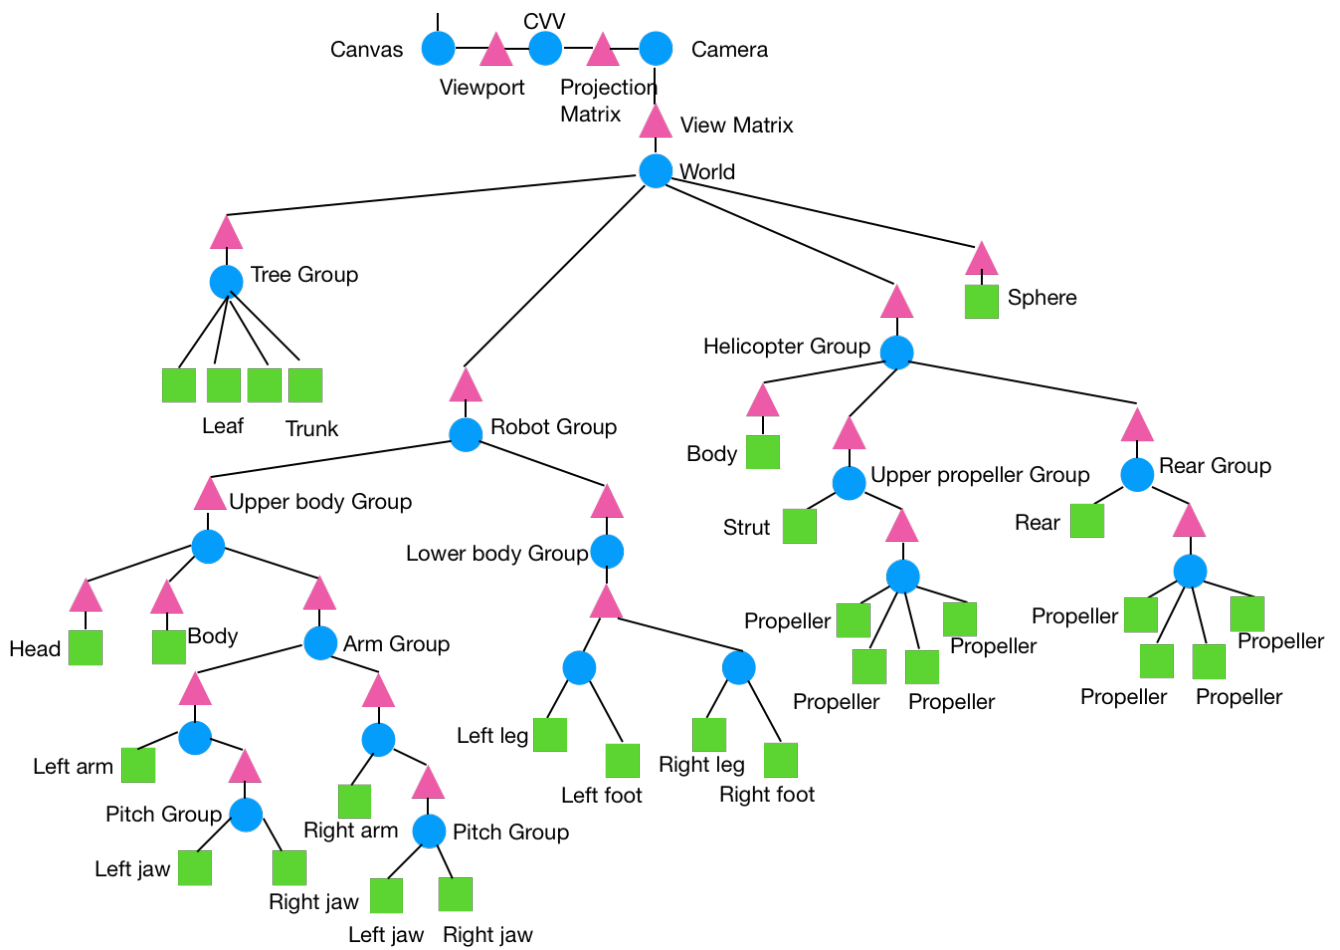 CVV
Canvas
Camera
Viewport
Projection
Matrix
View Matrix
World
Tree Group
Sphere
Helicopter Group
Leaf
Trunk
Robot Group
Body
Upper propeller Group
Rear Group
Upper body Group
Strut
Rear
Lower body Group
Head
Body
Arm Group
Propeller
Propeller
Propeller
Propeller
Propeller
Propeller
Propeller
Propeller
Left leg
Right leg
Left arm
Left foot
Right foot
Pitch Group
Right arm
Pitch Group
Left jaw
Right jaw
Left jaw
Right jaw